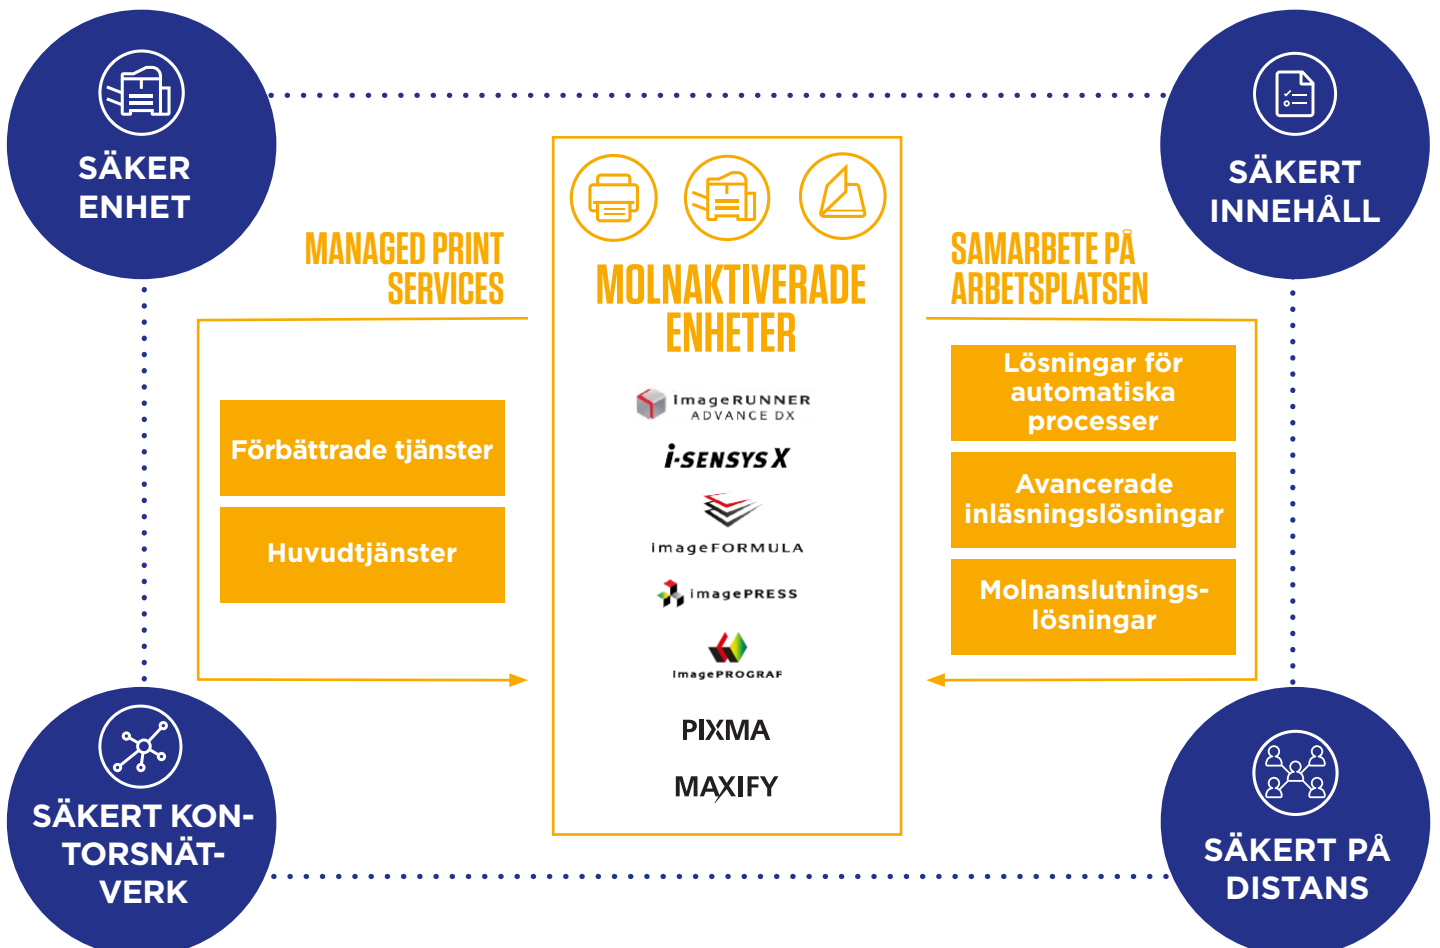 SÄKER
ENHET
SÄKERT
INNEHÅLL
MANAGED PRINT
SERVICES
Förbättrade tjänster
Huvudtjänster
MOLNAKTIVERADE
ENHETER
imageRUNNER
ADVANCE DX
i-SENSYS X
imageFORMULA
imagePRESS
imagePROGRAF
PIXMA
MAXIFY
SAMARBETE PÅ
ARBETSPLATSEN
Lösningar för
automatiska
processer
Avancerade
inläsningslösningar
Molnanslutnings-
lösningar
SÄKERT KON-
TORSNÄT-
VERK
SÄKERT PÅ
DISTANS